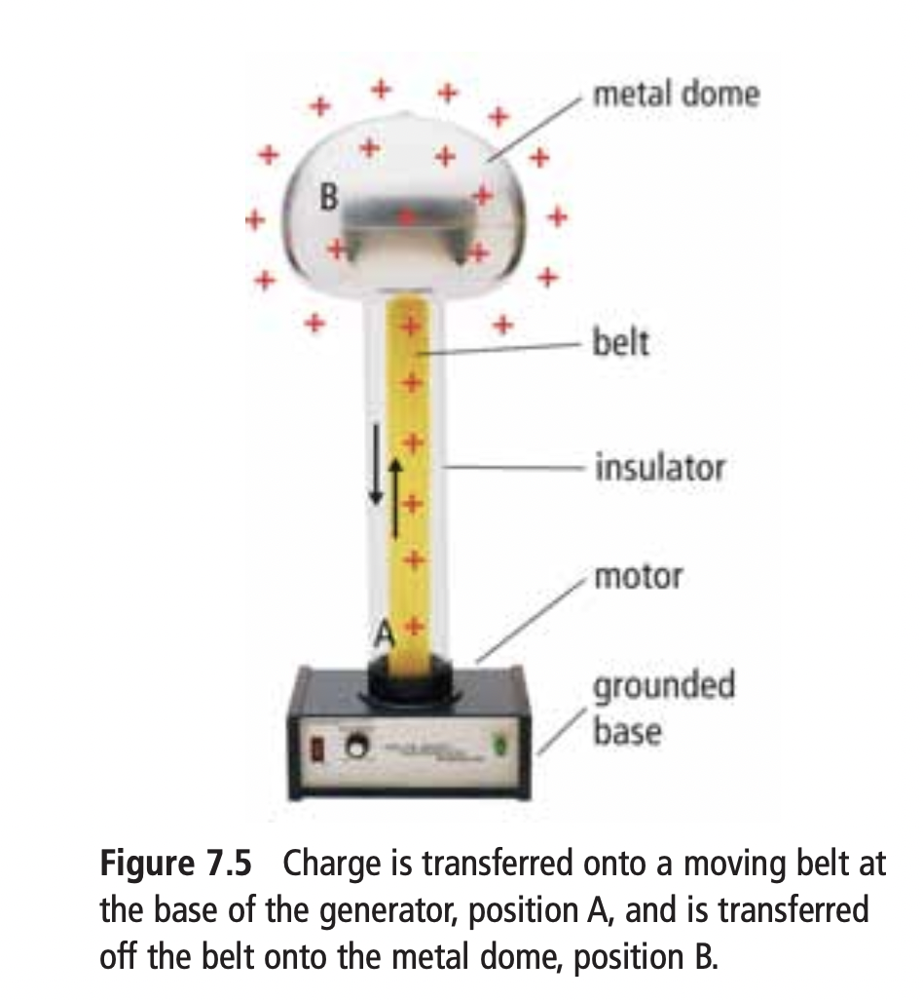 metal dome
B
belt
insulator
motor
A
grounded
base
Figure 7.5 Charge is transferred onto a moving belt at
the base of the generator, position A, and is transferred
off the belt onto the metal dome, position B.